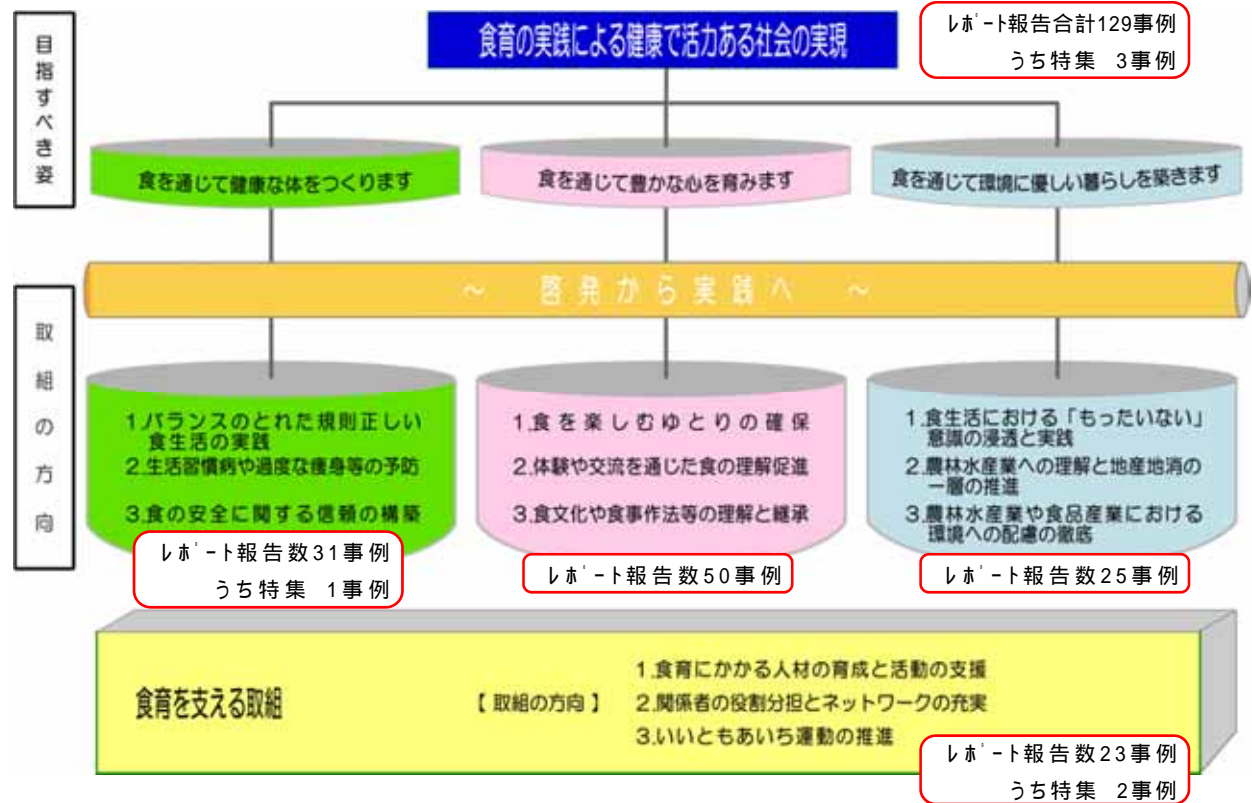 目指すべき姿
食育の実践による健康で活力ある社会の実現
ﾚﾎﾟｰﾄ報告合計129事例
うち特集 3事例
食を通じて健康な体をつくります
食を通じて豊かな心を育みます
食を通じて環境に優しい暮らしを築きます
～ 啓発から実践へ ～
取組の方向
1.バランスのとれた規則正しい
食生活の実践
2.生活習慣病や過度な痩身等の予防
3.食の安全に関する信頼の構築
ﾚﾎﾟｰﾄ報告数31事例
うち特集 1事例
1.食を楽しむゆとりの確保
2.体験や交流を通じた食の理解促進
3.食文化や食事作法等の理解と継承
ﾚﾎﾟｰﾄ報告数50事例
1.食生活における「もったいない」
意識の浸透と実践
2.農林水産業への理解と地産地消の
一層の推進
3.農林水産業や食品産業における
環境への配慮の徹底
ﾚﾎﾟｰﾄ報告数25事例
食育を支える取組
【 取組の方向 】
1.食育にかかる人材の育成と活動の支援
2.関係者の役割分担とネットワークの充実
3.いいともあいち運動の推進
ﾚﾎﾟｰﾄ報告数23事例
うち特集 2事例